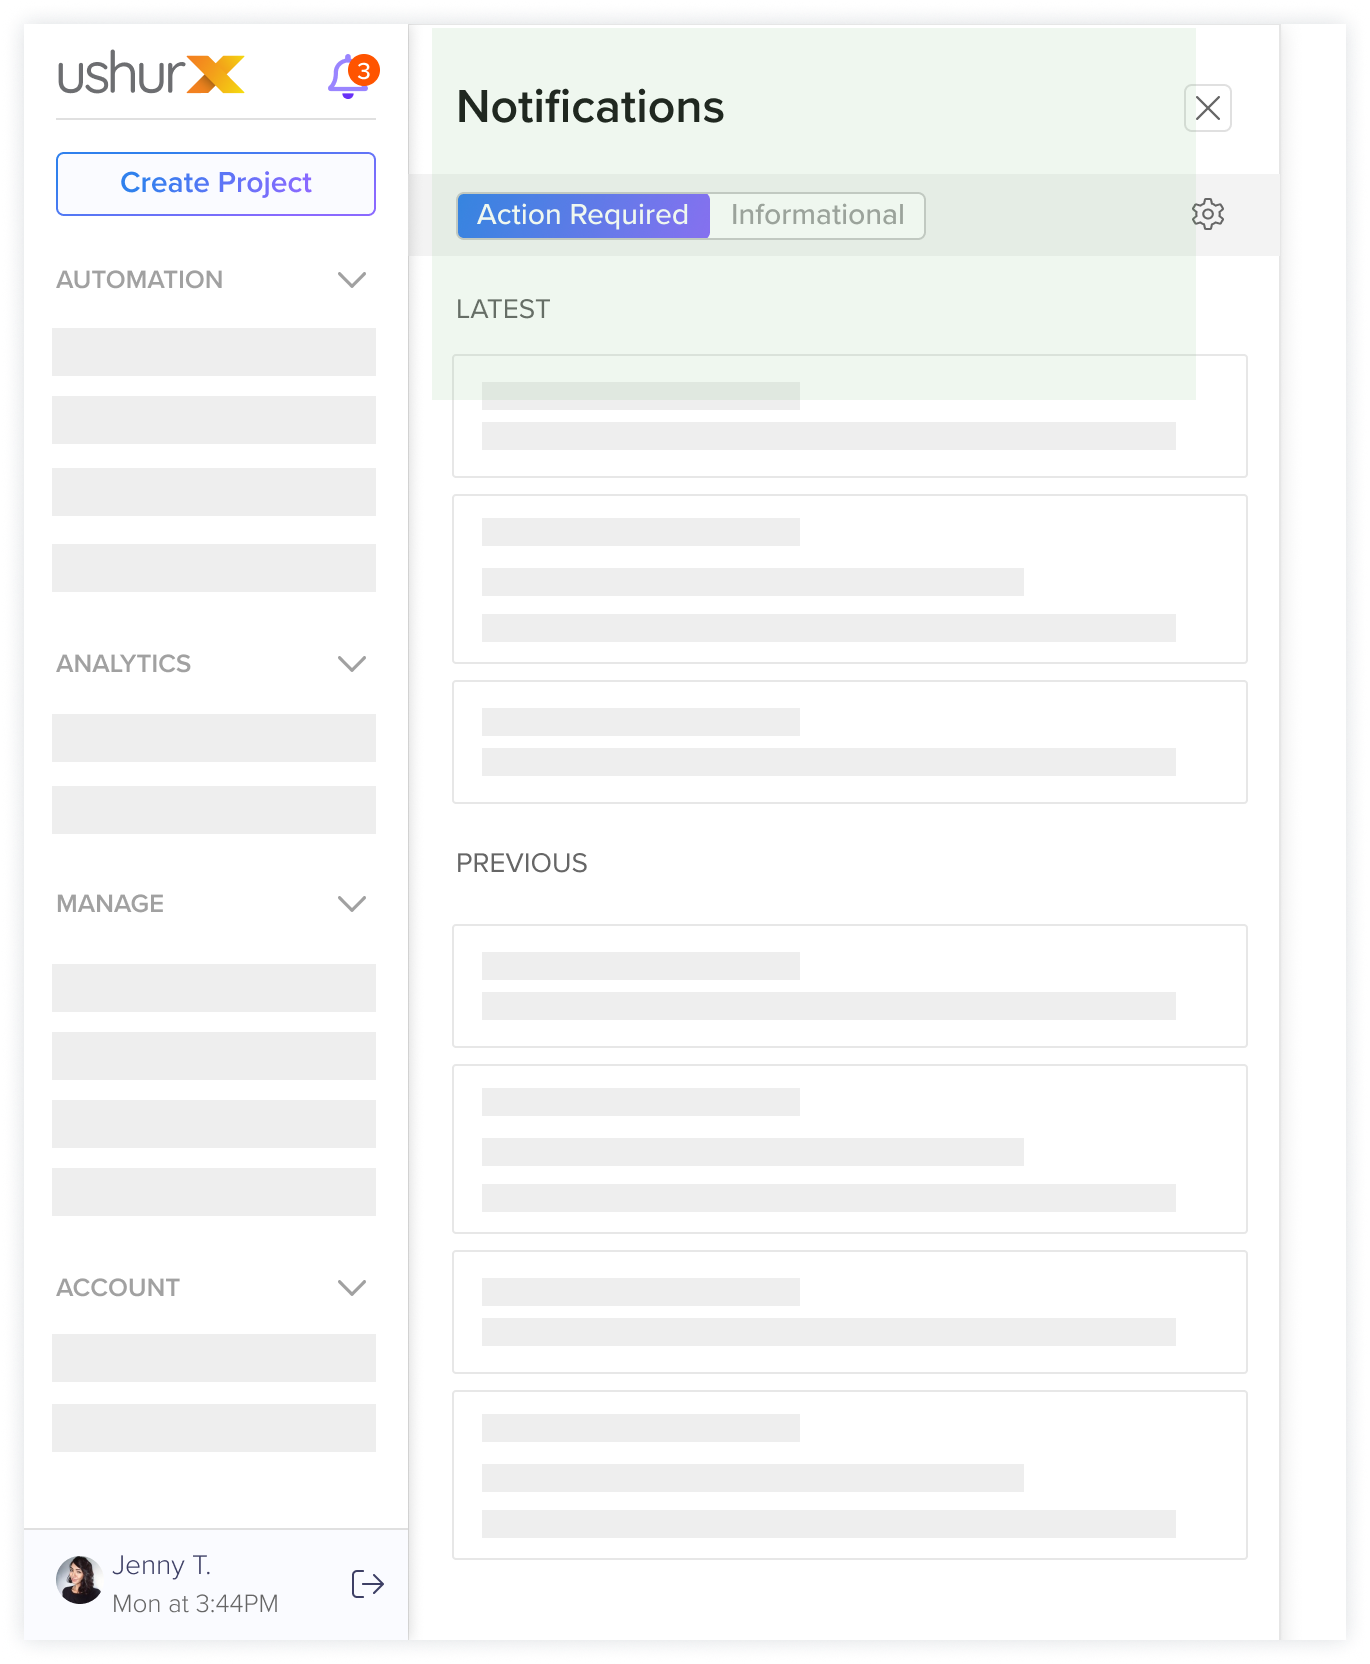 ushurX
3
Create Project
AUTOMATION
ANALYTICS
MANAGE
ACCOUNT
Jenny T.
Mon at 3:44PM
Notifications
Action Required
Informational
LATEST
PREVIOUS